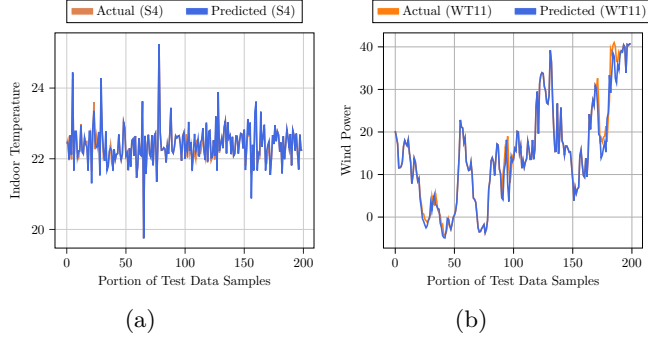 Actual (S4) Predicted (S4)
Indoor Temperature
24
22
20
0 50 100 150 200
Portion of Test Data Samples
(a)
Actual (WT11) Predicted (WT11)
Wind Power
40
30
20
10
0
0 50 100 150 200
Portion of Test Data Samples
(b)